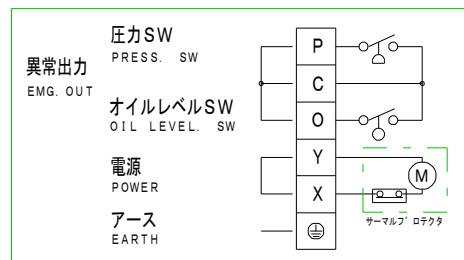 圧力SW
PRESS. SW
異常出力
EMG. OUT
オイルレベルSW
OIL LEVEL. SW
電源
POWER
アース
EARTH
P
C
O
Y
X
M
サーマルプロテクタ